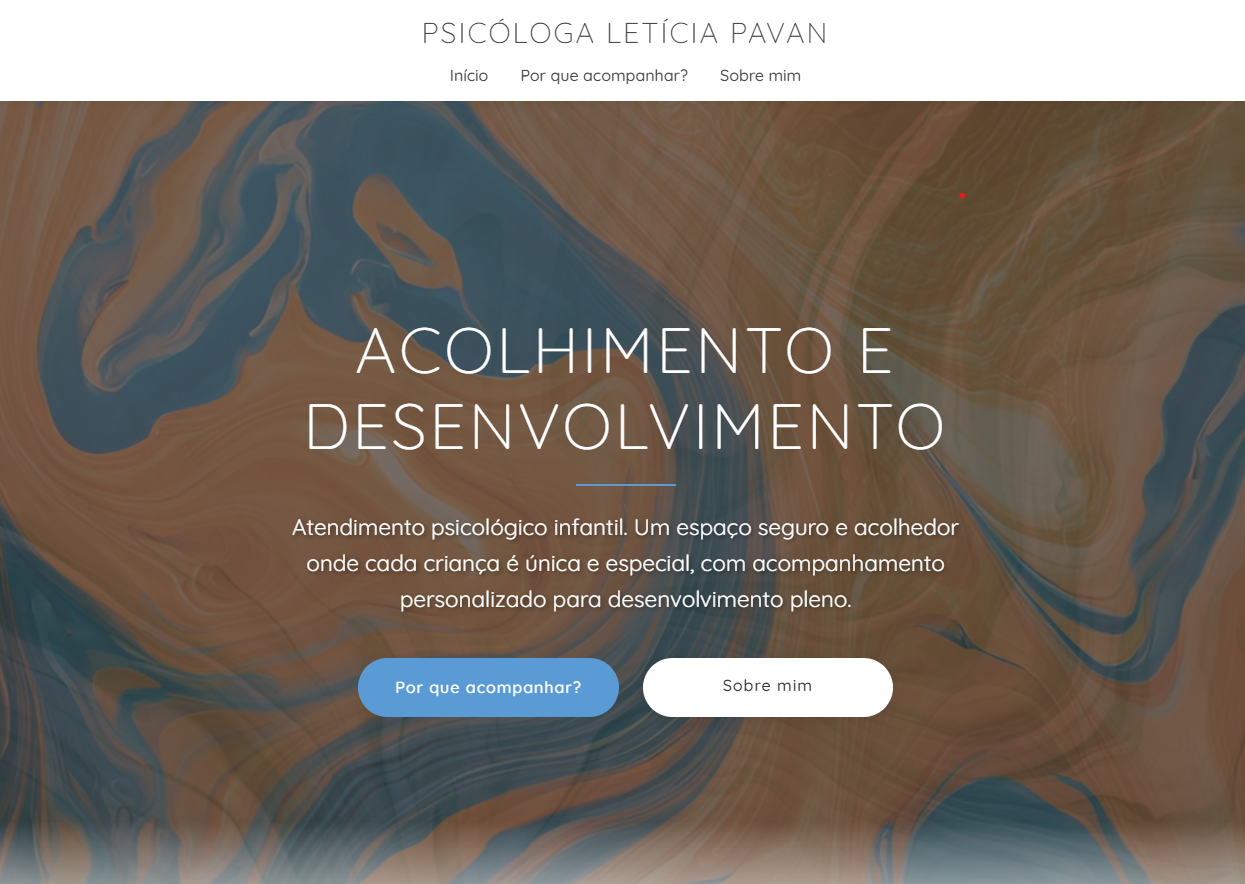 PSICÓLOGA LETÍCIA PAVAN
Início Por que acompanhar? Sobre mim
ACOLHIMENTO E
DESENVOLVIMENTO
Atendimento psicológico infantil. Um espaço seguro e acolhedor
onde cada criança é única e especial, com acompanhamento
personalizado para desenvolvimento pleno.
Por que acompanhar? Sobre mim